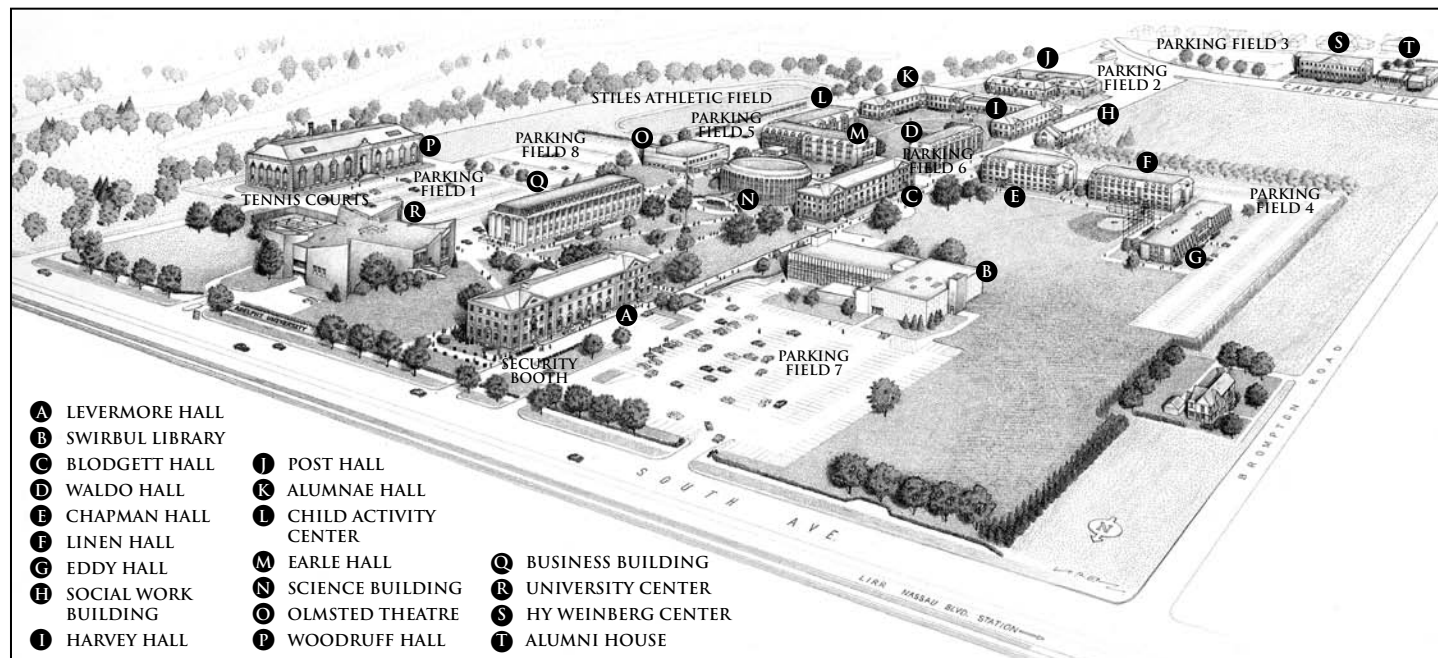 PARKING FIELD 3
S
T
J
PARKING
FIELD 2
CAMBRIDGE AVE.
K
STILES ATHLETIC FIELD
L
I
H
PARKING
FIELD 5
D
M
O
P
PARKING
FIELD 8
PARKING
FIELD 6
F
PARKING
FIELD 1
Q
E
C
N
PARKING
FIELD 4
TENNIS COURTS
R
G
B
ADELPHI UNIVERSITY
A
SECURITY
BOOTH
PARKING
FIELD 7
BROMPTON ROAD
SOUTH AVE.
N
LIRR NASSAU BLVD. STATION
A LEVERMORE HALL
B SWIRBUL LIBRARY
C BLODGETT HALL
D WALDO HALL
E CHAPMAN HALL
F LINEN HALL
G EDDY HALL
H SOCIAL WORK
BUILDING
I HARVEY HALL
J POST HALL
K ALUMNAE HALL
L CHILD ACTIVITY
CENTER
M EARLE HALL
N SCIENCE BUILDING
O OLMSTED THEATRE
P WOODRUFF HALL
Q BUSINESS BUILDING
R UNIVERSITY CENTER
S HY WEINBERG CENTER
T ALUMNI HOUSE